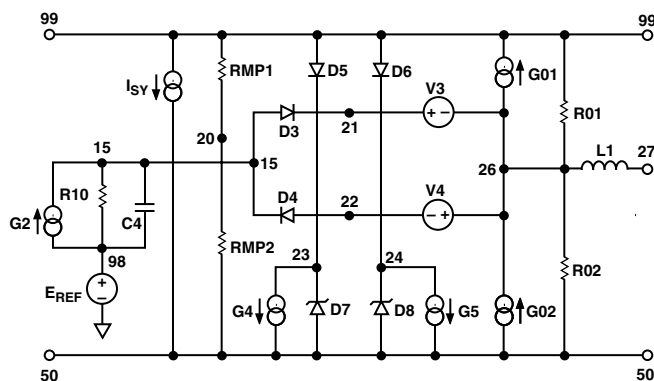 99
99
I_SY
RMP1
D5
D6
V3
G01
+ −
D3
21
R01
20
15
15
26
L1
27
R10
D4
22
V4
− +
G2
C4
RMP2
98
23
24
R02
+
−
E_REF
G4
D7
D8
G5
G02
50
50